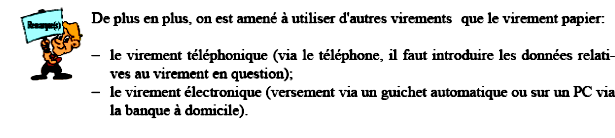 Remarque(s)
De plus en plus, on est amené à utiliser d'autres virements que le virement papier:
– le virement téléphonique (via le téléphone, il faut introduire les données relati-
ves au virement en question);
– le virement électronique (versement via un guichet automatique ou sur un PC via
la banque à domicile).